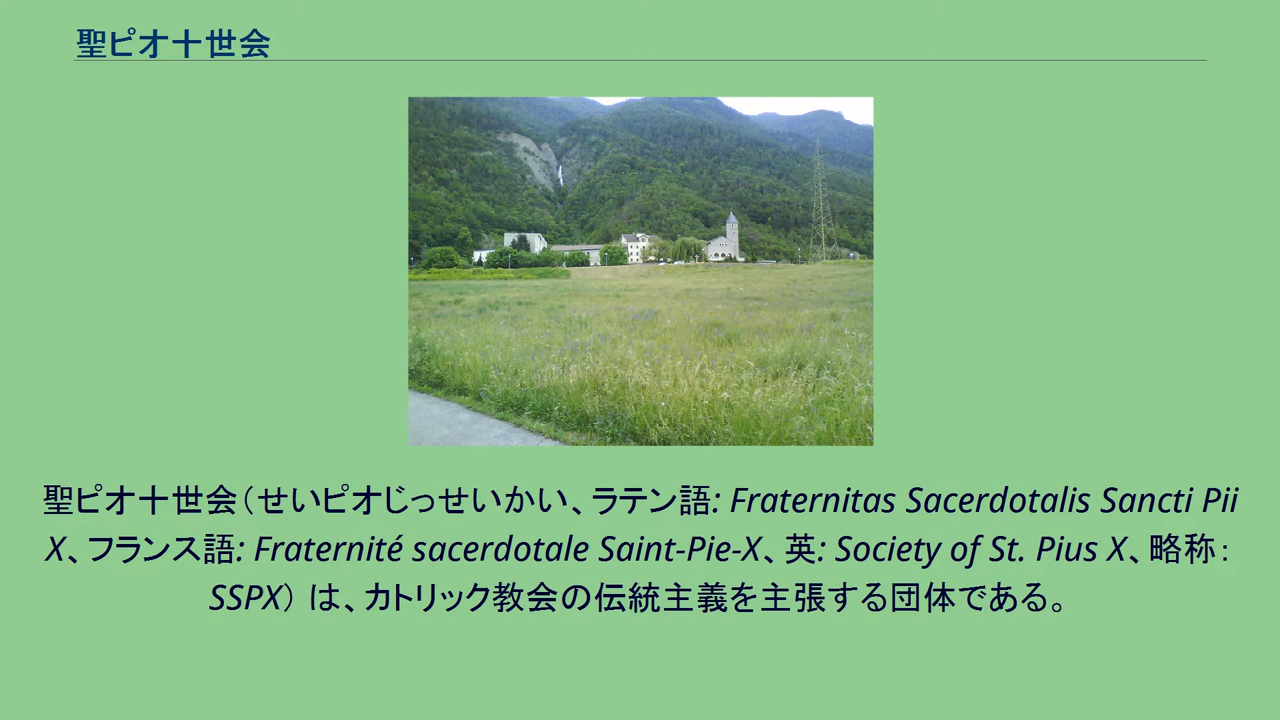 聖ピオ十世会
聖ピオ十世会（せいピオじっせいかい、ラテン語: Fraternitas Sacerdotalis Sancti Pii
X、フランス語: Fraternité sacerdotale Saint-Pie-X、英: Society of St. Pius X、略称：
SSPX） は、カトリック教会の伝統主義を主張する団体である。